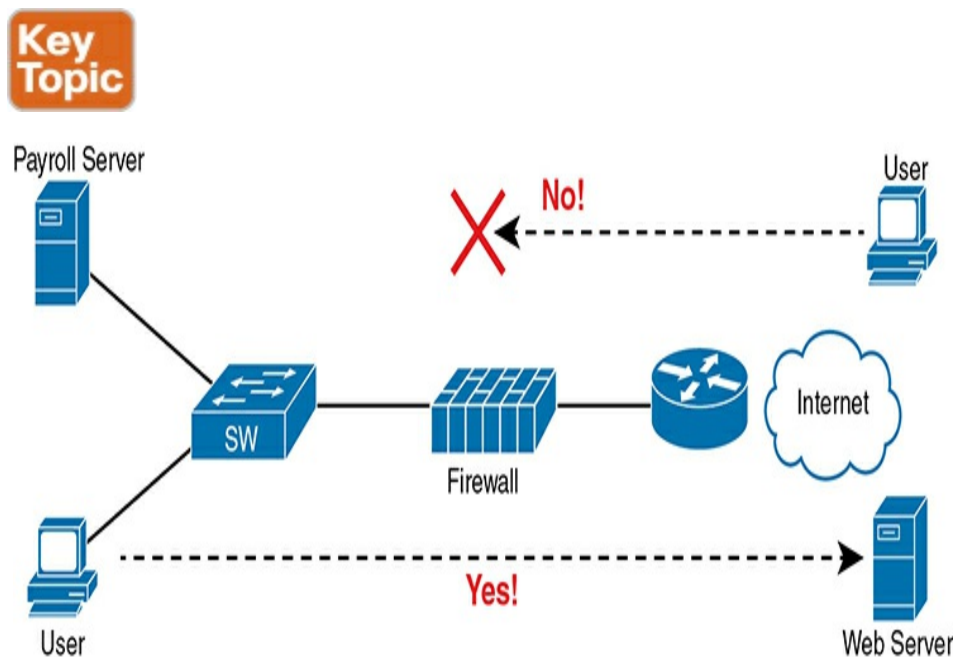 Key
Topic
Payroll Server
User
No!
Internet
SW
Firewall
Yes!
User
Web Server